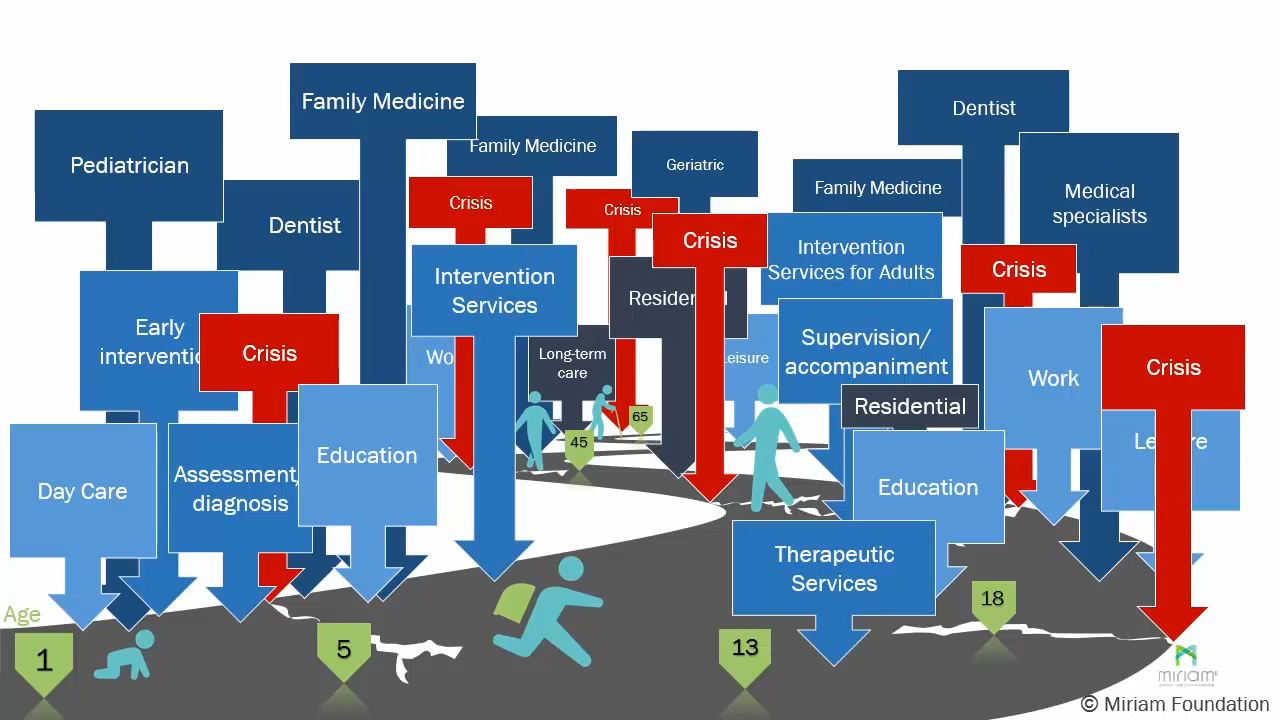 Family Medicine
Dentist
Pediatrician
Family Medicine
Geriatric
Family Medicine
Medical
specialists
Crisis
Crisis
Dentist
Crisis
Intervention
Services for Adults
Crisis
Intervention
Services
Early
Crisis
Supervision/
accompaniment
Long-term
care
Work
Crisis
Residential
Education
Day Care
Assessment,
diagnosis
Education
Therapeutic
Services
65
45
18
Age
1
5
13
miriam
© Miriam Foundation